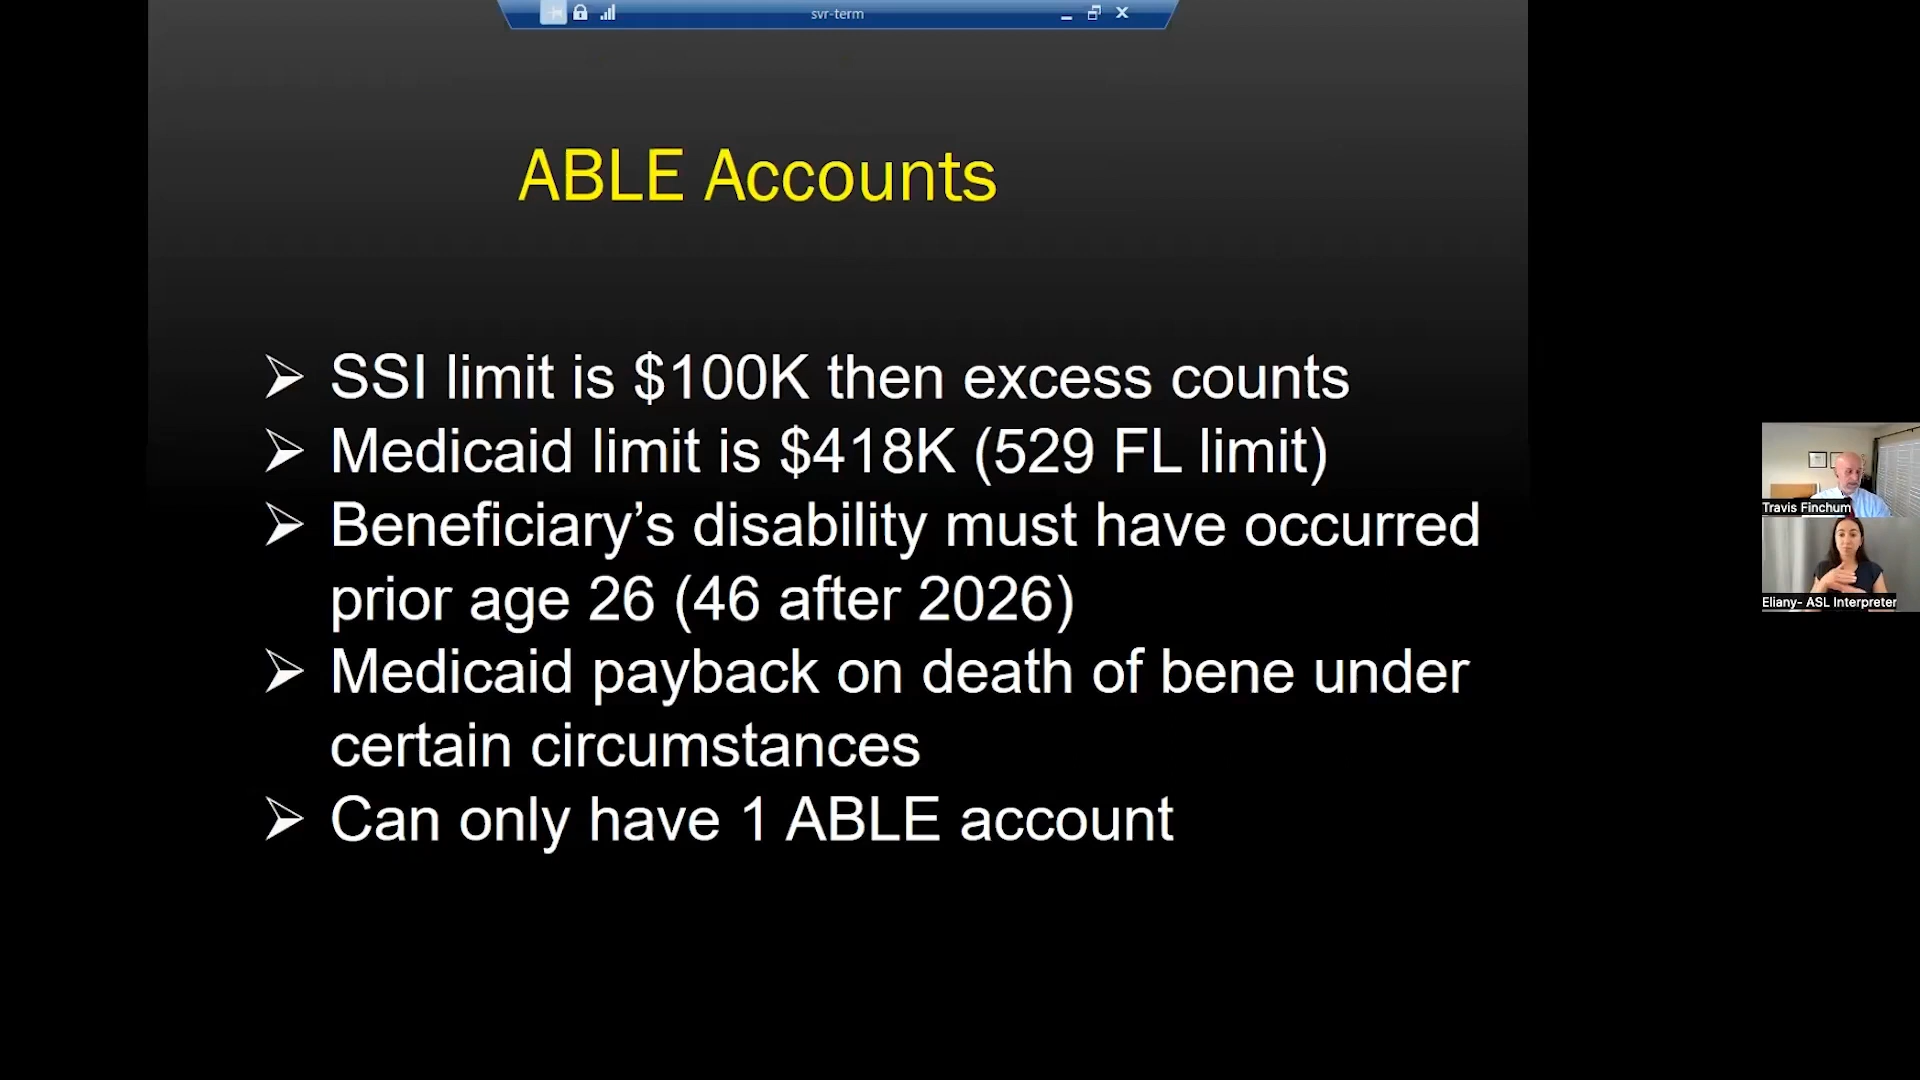 svr-term
ABLE Accounts
➢ SSI limit is $100K then excess counts
➢ Medicaid limit is $418K (529 FL limit)
➢ Beneficiary’s disability must have occurred
prior age 26 (46 after 2026)
➢ Medicaid payback on death of bene under
certain circumstances
➢ Can only have 1 ABLE account
Travis Finchum
Eliany- ASL Interpreter